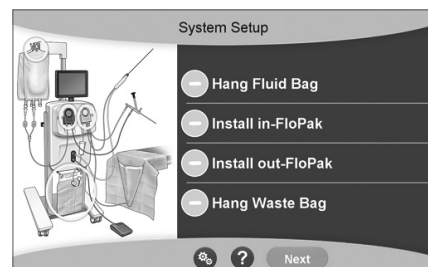 System Setup
Hang Fluid Bag
Install in-FloPak
Install out-FloPak
Hang Waste Bag
?
Next